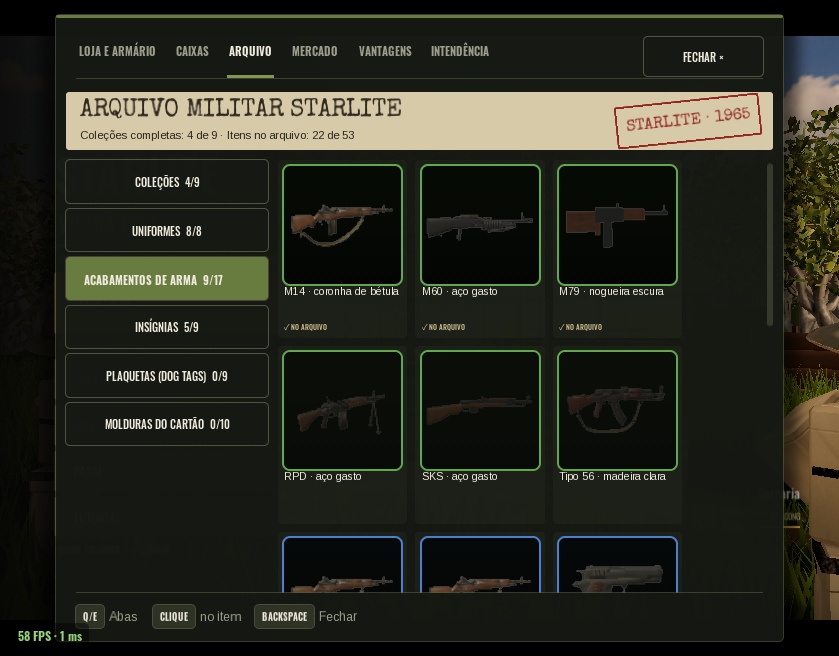 LOJA E ARMÁRIO CAIXAS ARQUIVO MERCADO VANTAGENS INTENDÊNCIA FECHAR ×
ARQUIVO MILITAR STARLITE
Coleções completas: 4 de 9 · Itens no arquivo: 22 de 53
STARLITE · 1965
COLEÇÕES 4/9
UNIFORMES 8/8
ACABAMENTOS DE ARMA 9/17
INSÍGNIAS 5/9
PLAQUETAS (DOG TAGS) 0/9
MOLDURAS DO CARTÃO 0/10
M14 · coronha de bétula M60 · aço gasto M79 · nogueira escura
✓ NO ARQUIVO ✓ NO ARQUIVO ✓ NO ARQUIVO
RPD · aço gasto SKS · aço gasto Tipo 56 · madeira clara
Q/E Abas CLIQUE no item BACKSPACE Fechar
58 FPS · 1 ms